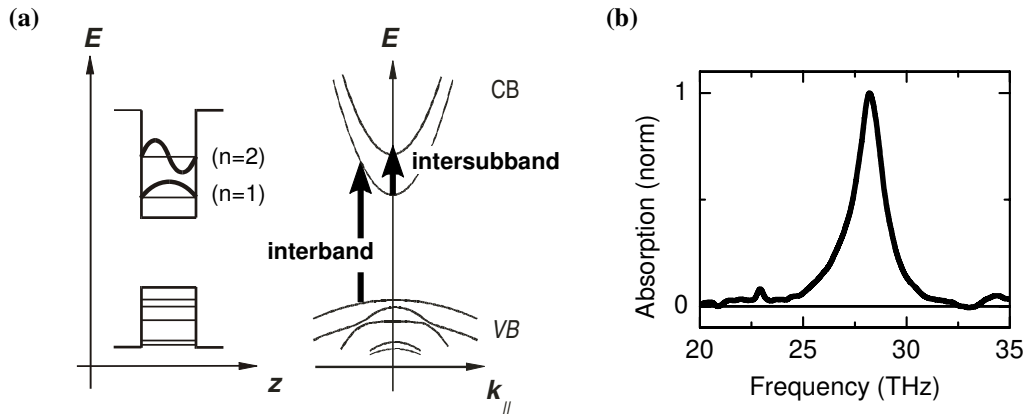 (a)
E
(n=2)
(n=1)
z
interband
E
CB
intersubband
VB
k//
(b)
Absorption (norm)
1
0
20 25 30 35
Frequency (THz)